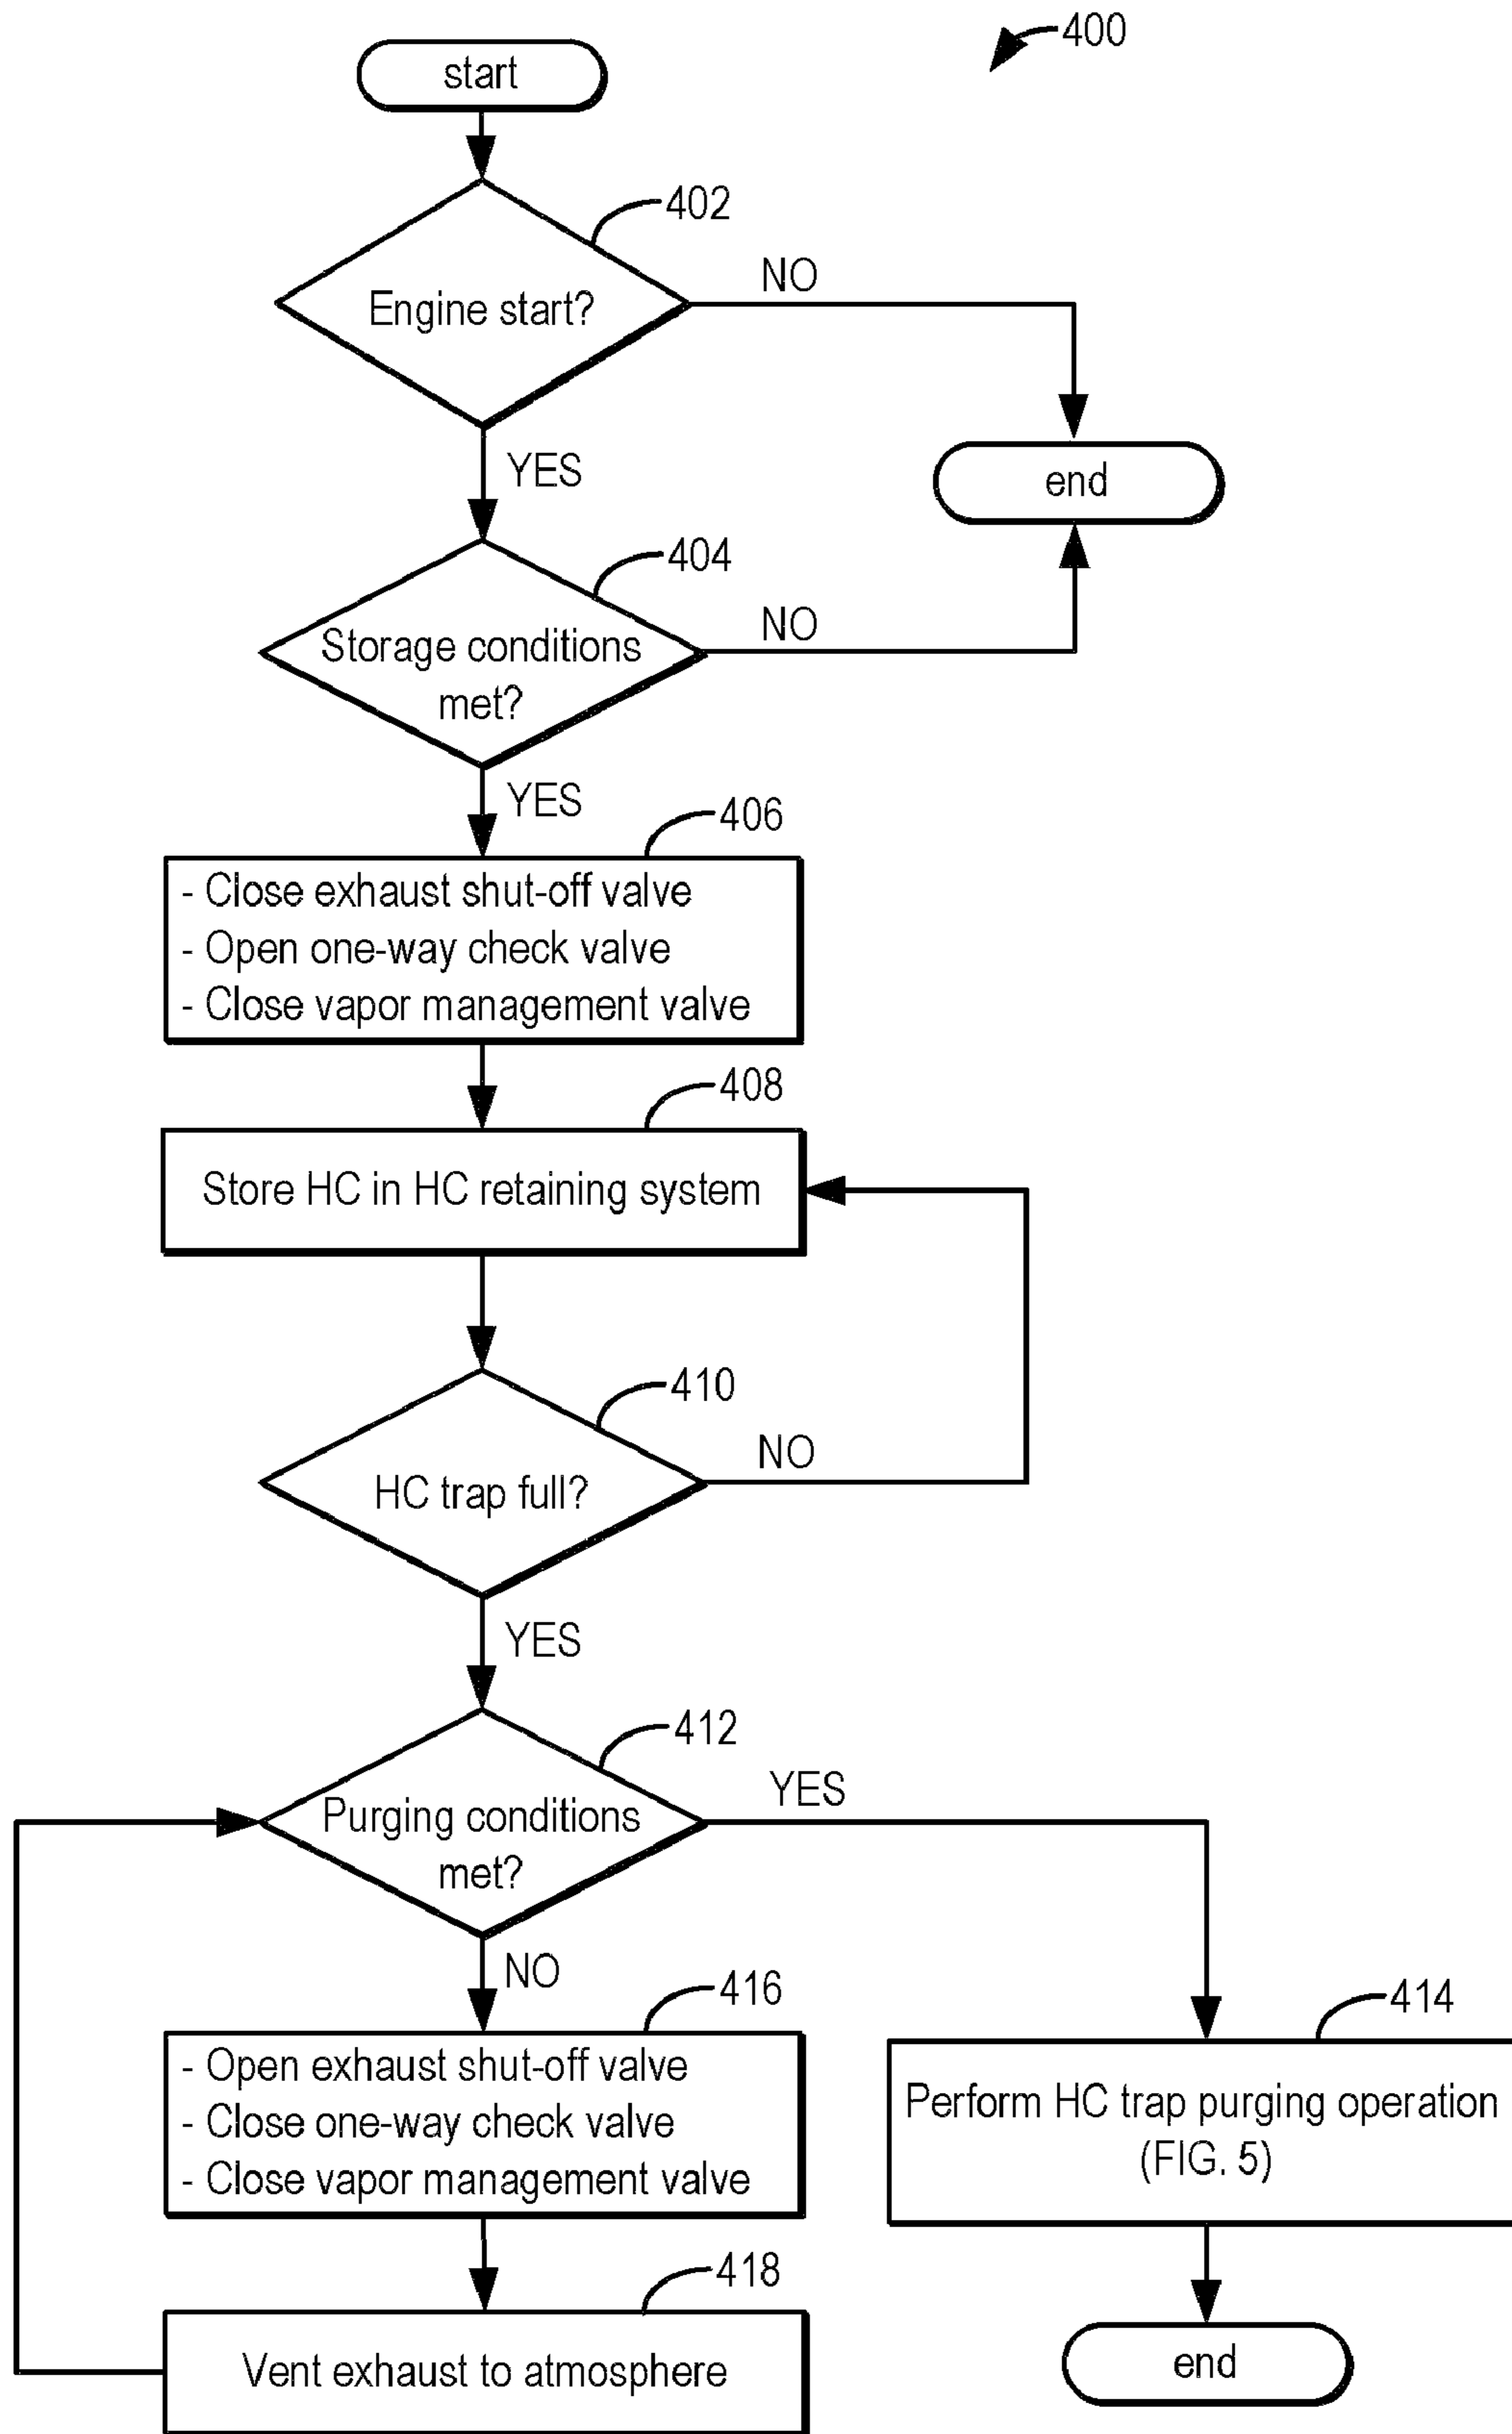 400
start
402
Engine start?
NO
YES
end
404
Storage conditions
met?
NO
YES
406
- Close exhaust shut-off valve
- Open one-way check valve
- Close vapor management valve
408
Store HC in HC retaining system
410
HC trap full?
NO
YES
412
Purging conditions
met?
YES
NO
416
- Open exhaust shut-off valve
- Close one-way check valve
- Close vapor management valve
414
Perform HC trap purging operation
(FIG. 5)
418
Vent exhaust to atmosphere
end